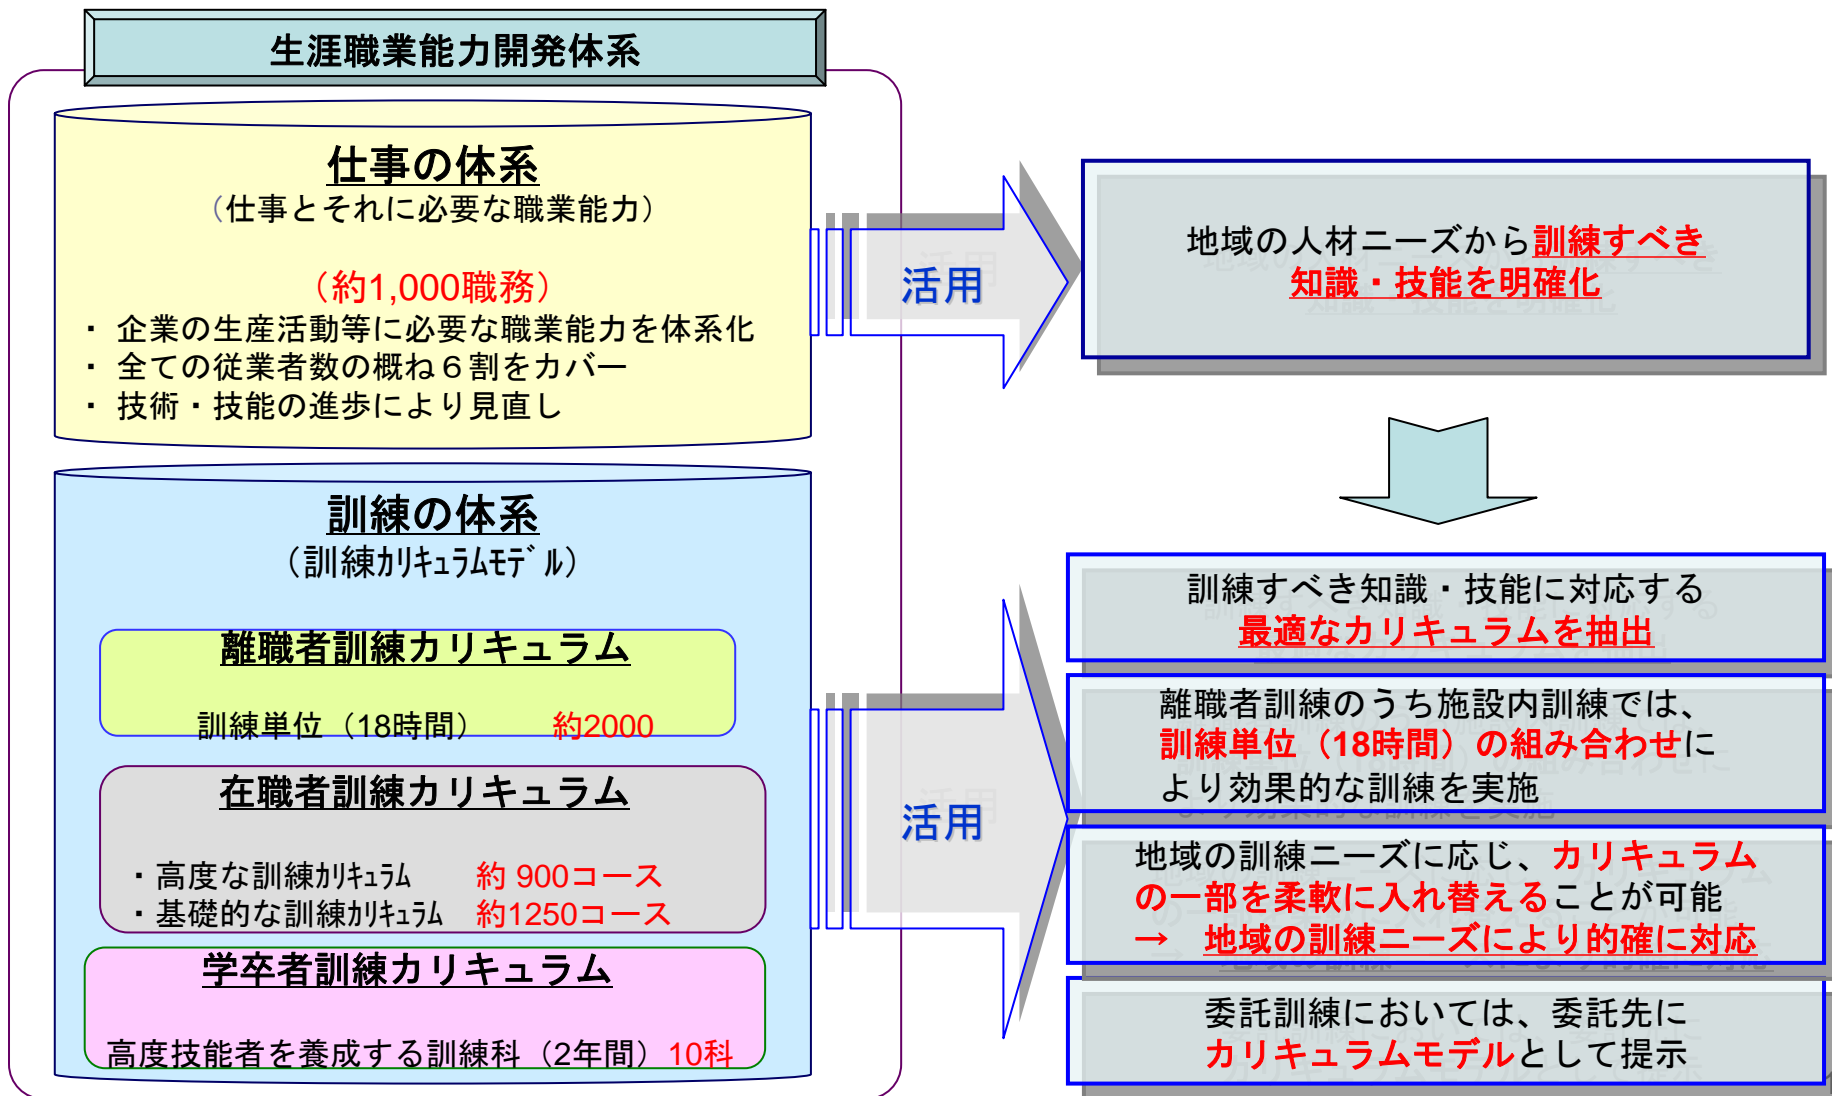 生涯職業能力開発体系
仕事の体系
（仕事とそれに必要な職業能力）
（約1,000職務）
・ 企業の生産活動等に必要な職業能力を体系化
・ 全ての従業者数の概ね６割をカバー
・ 技術・技能の進歩により見直し
活用
地域の人材ニーズから訓練すべき
知識・技能を明確化
訓練の体系
（訓練ｶﾘｷｭﾗﾑﾓﾃﾞﾙ）
離職者訓練カリキュラム
訓練単位（18時間） 約2000
在職者訓練カリキュラム
・高度な訓練ｶﾘｷｭﾗﾑ 約 900コース
・基礎的な訓練ｶﾘｷｭﾗﾑ 約1250コース
学卒者訓練カリキュラム
高度技能者を養成する訓練科（2年間）10科
活用
訓練すべき知識・技能に対応する
最適なカリキュラムを抽出
離職者訓練のうち施設内訓練では、
訓練単位（18時間）の組み合わせに
より効果的な訓練を実施
地域の訓練ニーズに応じ、カリキュラム
の一部を柔軟に入れ替えることが可能
→ 地域の訓練ニーズにより的確に対応
委託訓練においては、委託先に
カリキュラムモデルとして提示